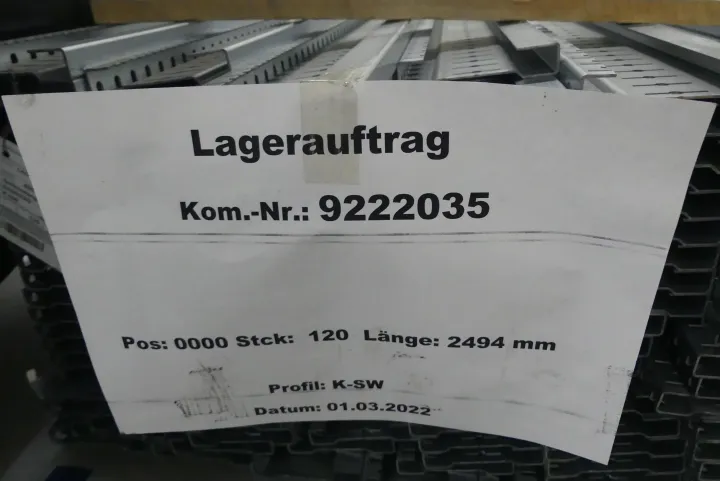 Lagerauftrag
Kom.-Nr.: 9222035
Pos: 0000 Stck: 120 Länge: 2494 mm
Profil: K-SW
Datum: 01.03.2022